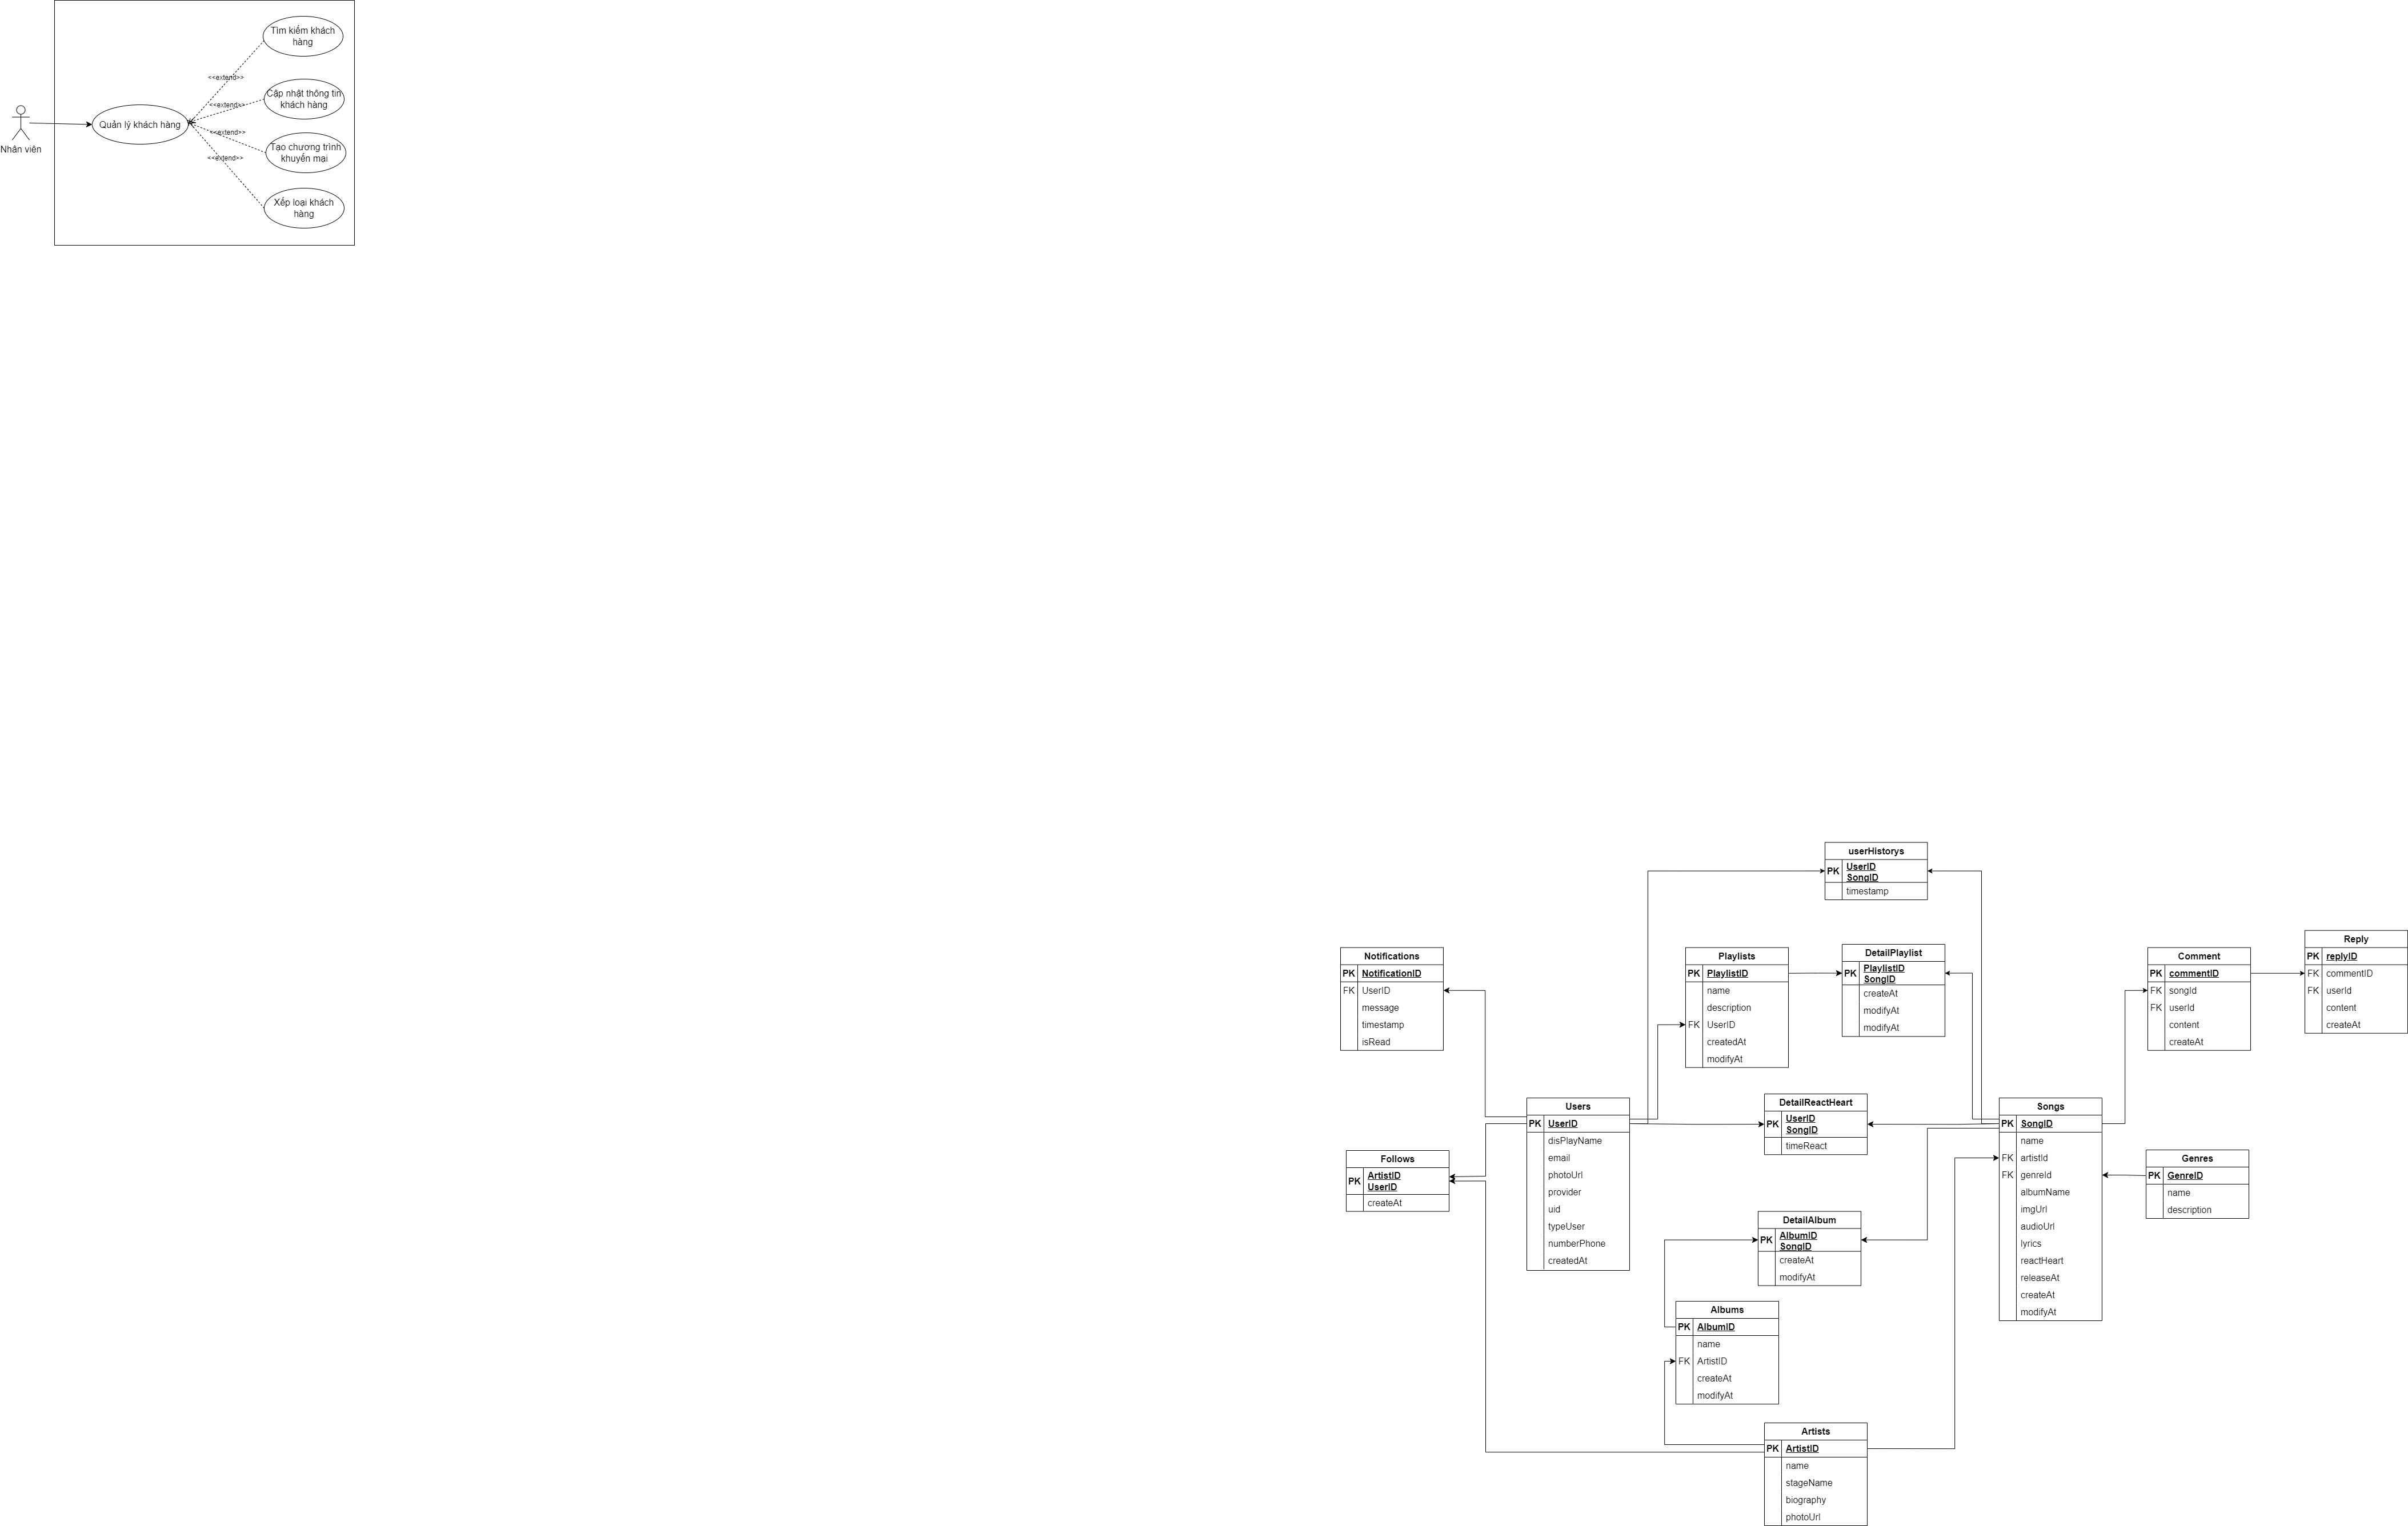 Tìm kiếm khách
hàng
<<extend>>
Cập nhật thông tin
khách hàng
<<extend>>
Quản lý khách hàng
<<extend>>
Nhân viên
Tạo chương trình
khuyến mại
<<extend>>
Xếp loại khách
hàng
userHistorys
PK UserID
SongID
timestamp
Notifications
PK NotificationID
FK UserID
message
timestamp
isRead
Playlists
PK PlaylistID
name
description
FK UserID
createdAt
modifyAt
DetailPlaylist
PK PlaylistID
SongID
createAt
modifyAt
modifyAt
Comment
PK commentID
FK songId
FK userId
content
createAt
Reply
PK replyID
FK commentID
FK userId
content
createAt
Users
PK UserID
disPlayName
email
photoUrl
provider
uid
typeUser
numberPhone
createdAt
DetailReactHeart
PK UserID
SongID
timeReact
Songs
PK SongID
name
FK artistId
FK genreId
albumName
imgUrl
audioUrl
lyrics
reactHeart
releaseAt
createAt
modifyAt
Follows
PK ArtistID
UserID
createAt
Genres
PK GenreID
name
description
DetailAlbum
PK AlbumID
SongID
createAt
modifyAt
Albums
PK AlbumID
name
FK ArtistID
createAt
modifyAt
Artists
PK ArtistID
name
stageName
biography
photoUrl